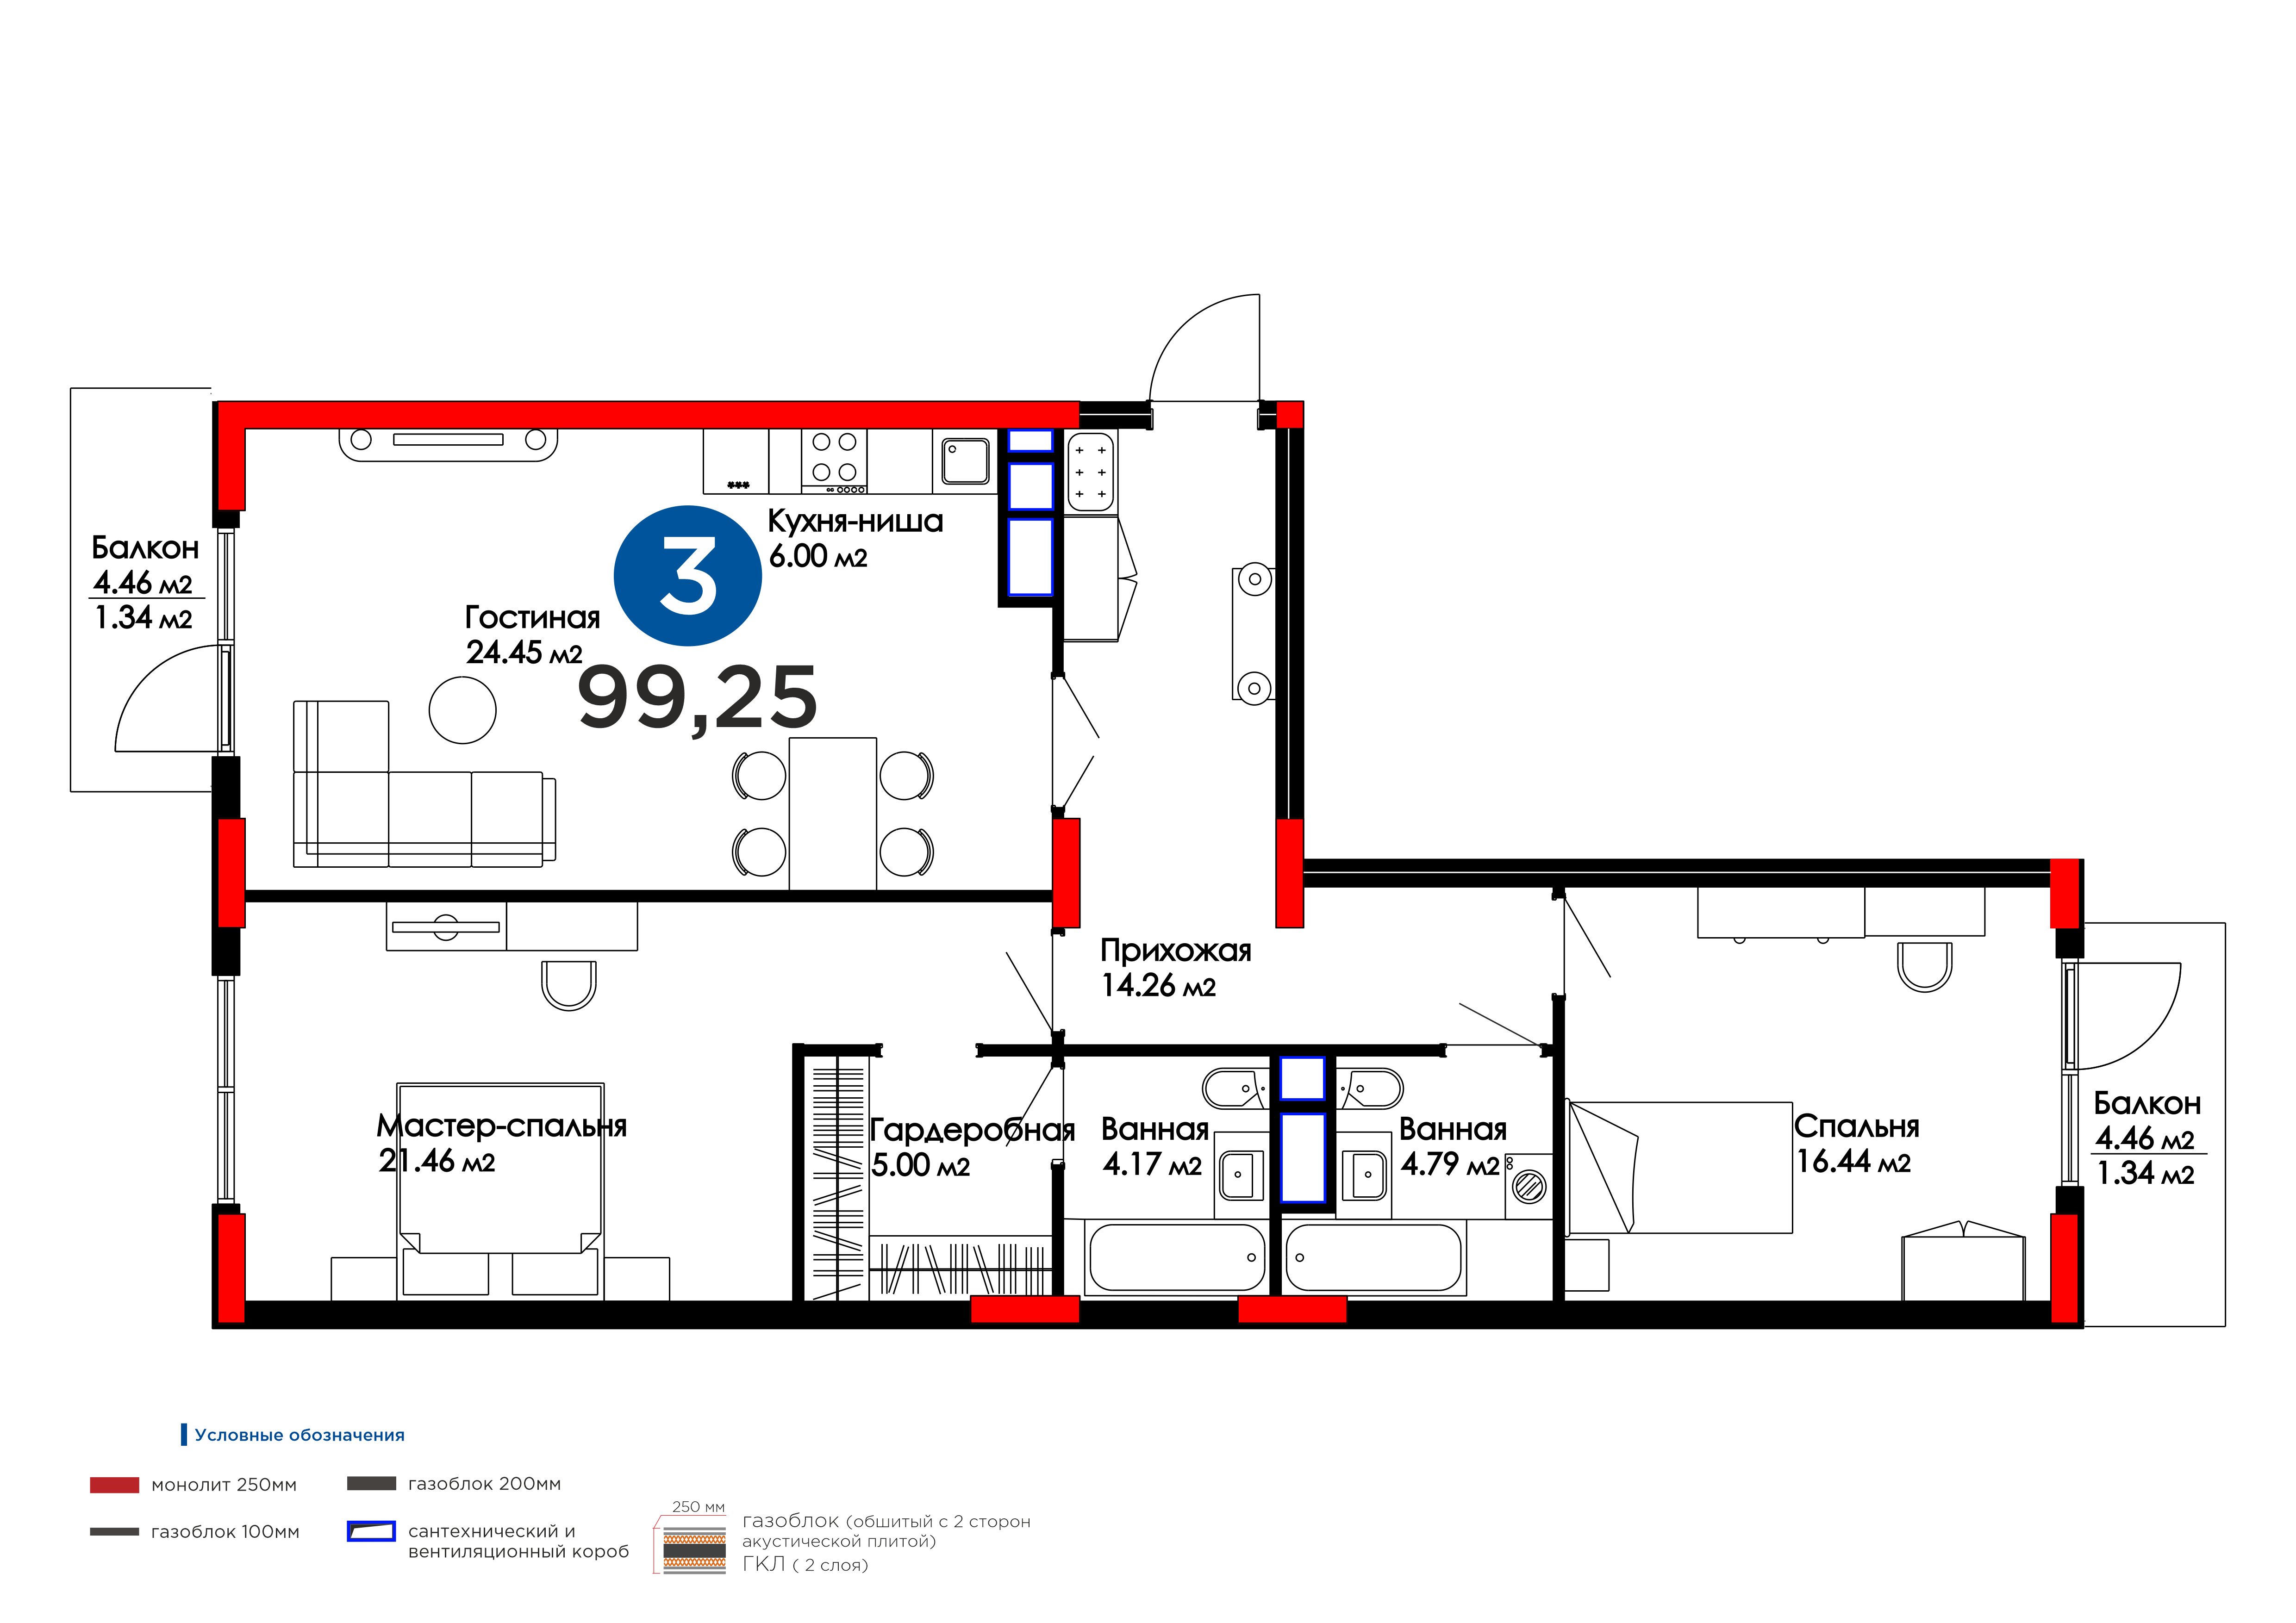 Балкон
4.46 м2
1.34 м2
Кухня-ниша
6.00 м2
3
Гостиная
24.45 м2
99,25
Прихожая
14.26 м2
Мастер-спальня
21.46 м2
Гардеробная
5.00 м2
Ванная
4.17 м2
Ванная
4.79 м2
Спальня
16.44 м2
Балкон
4.46 м2
1.34 м2
Условные обозначения
монолит 250мм
газоблок 200мм
газоблок 100мм
сантехнический и
вентиляционный короб
250 мм
газоблок (обшитый с 2 сторон
акустической плитой)
ГКЛ ( 2 слоя)